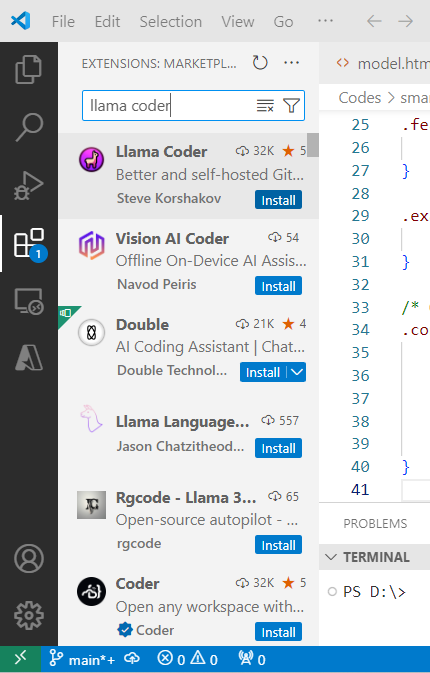 File Edit Selection View Go ···
EXTENSIONS: MARKETPL...
model.htm
llama coder
Codes > smar
Llama Coder 32K 5
Better and self-hosted Git...
Steve Korshakov Install
Vision AI Coder 54
Offline On-Device AI Assis...
Navod Peiris Install
Double 21K 4
AI Coding Assistant | Chat...
Double Technol... Install
Llama Language... 557
Jason Chatzitheod... Install
Rgcode - Llama 3... 65
Open-source autopilot - ...
rgcode Install
Coder 32K 5
Open any workspace with...
Coder Install
1
25 .fe
26
27 }
28
29 .ex
30
31 }
32
33 /*
34 .co
35
36
37
38
39
40 }
41
PROBLEMS
TERMINAL
PS D:\>
main*+ 0 0 0